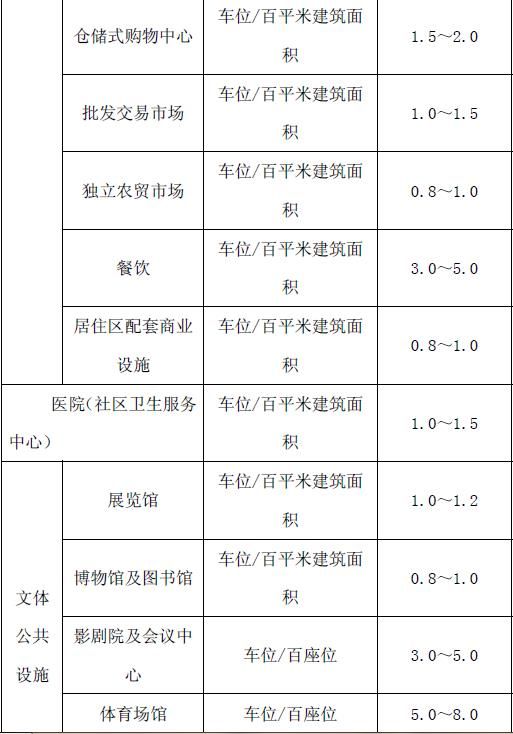 仓储式购物中心
车位/百平米建筑面
积
1.5～2.0
批发交易市场
车位/百平米建筑面
积
1.0～1.5
独立农贸市场
车位/百平米建筑面
积
0.8～1.0
餐饮
车位/百平米建筑面
积
3.0～5.0
居住区配套商业
设施
车位/百平米建筑面
积
0.8～1.0
医院（社区卫生服务
中心）
车位/百平米建筑面
积
1.0～1.5
文体
公共
设施
展览馆
车位/百平米建筑面
积
1.0～1.2
博物馆及图书馆
车位/百平米建筑面
积
0.8～1.0
影剧院及会议中
心
车位/百座位
3.0～5.0
体育场馆
车位/百座位
5.0～8.0